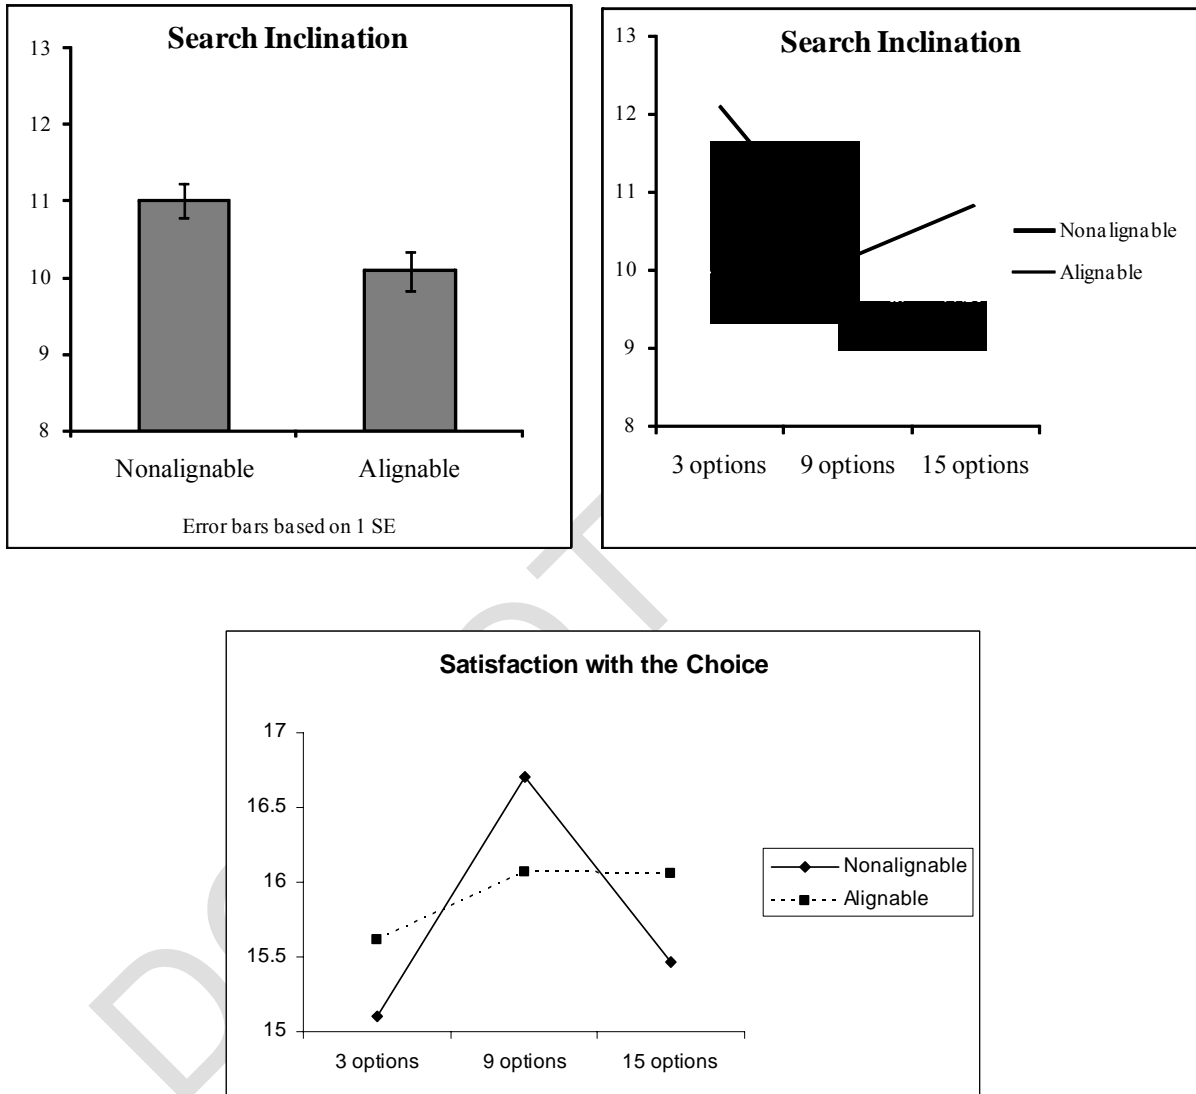 Search Inclination
13
12
11
10
9
8
Nonalignable Alignable
Error bars based on 1 SE
Search Inclination
13
12
11
10
9
8
3 options 9 options 15 options
Nonalignable
Alignable
Satisfaction with the Choice
17
16.5
16
15.5
15
3 options 9 options 15 options
Nonalignable
Alignable